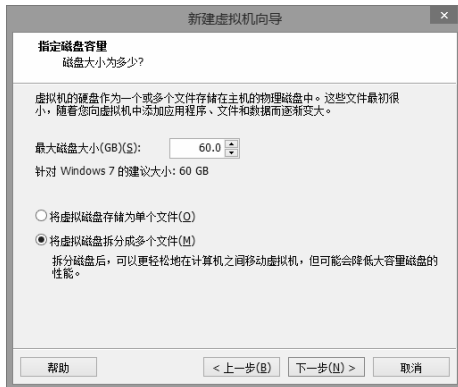 新建虚拟机向导
×
指定磁盘容量
磁盘大小为多少?
虚拟机的硬盘作为一个或多个文件存储在主机的物理磁盘中。这些文件最初很
小,随着您向虚拟机中添加应用程序、文件和数据而逐渐变大。
最大磁盘大小(GB)(S): 60.0
针对 Windows 7 的建议大小: 60 GB
将虚拟磁盘存储为单个文件(O)
将虚拟磁盘拆分成多个文件(M)
拆分磁盘后,可以更轻松地在计算机之间移动虚拟机,但可能会降低大容量磁盘的
性能。
帮助 < 上一步(B) 下一步(N) > 取消